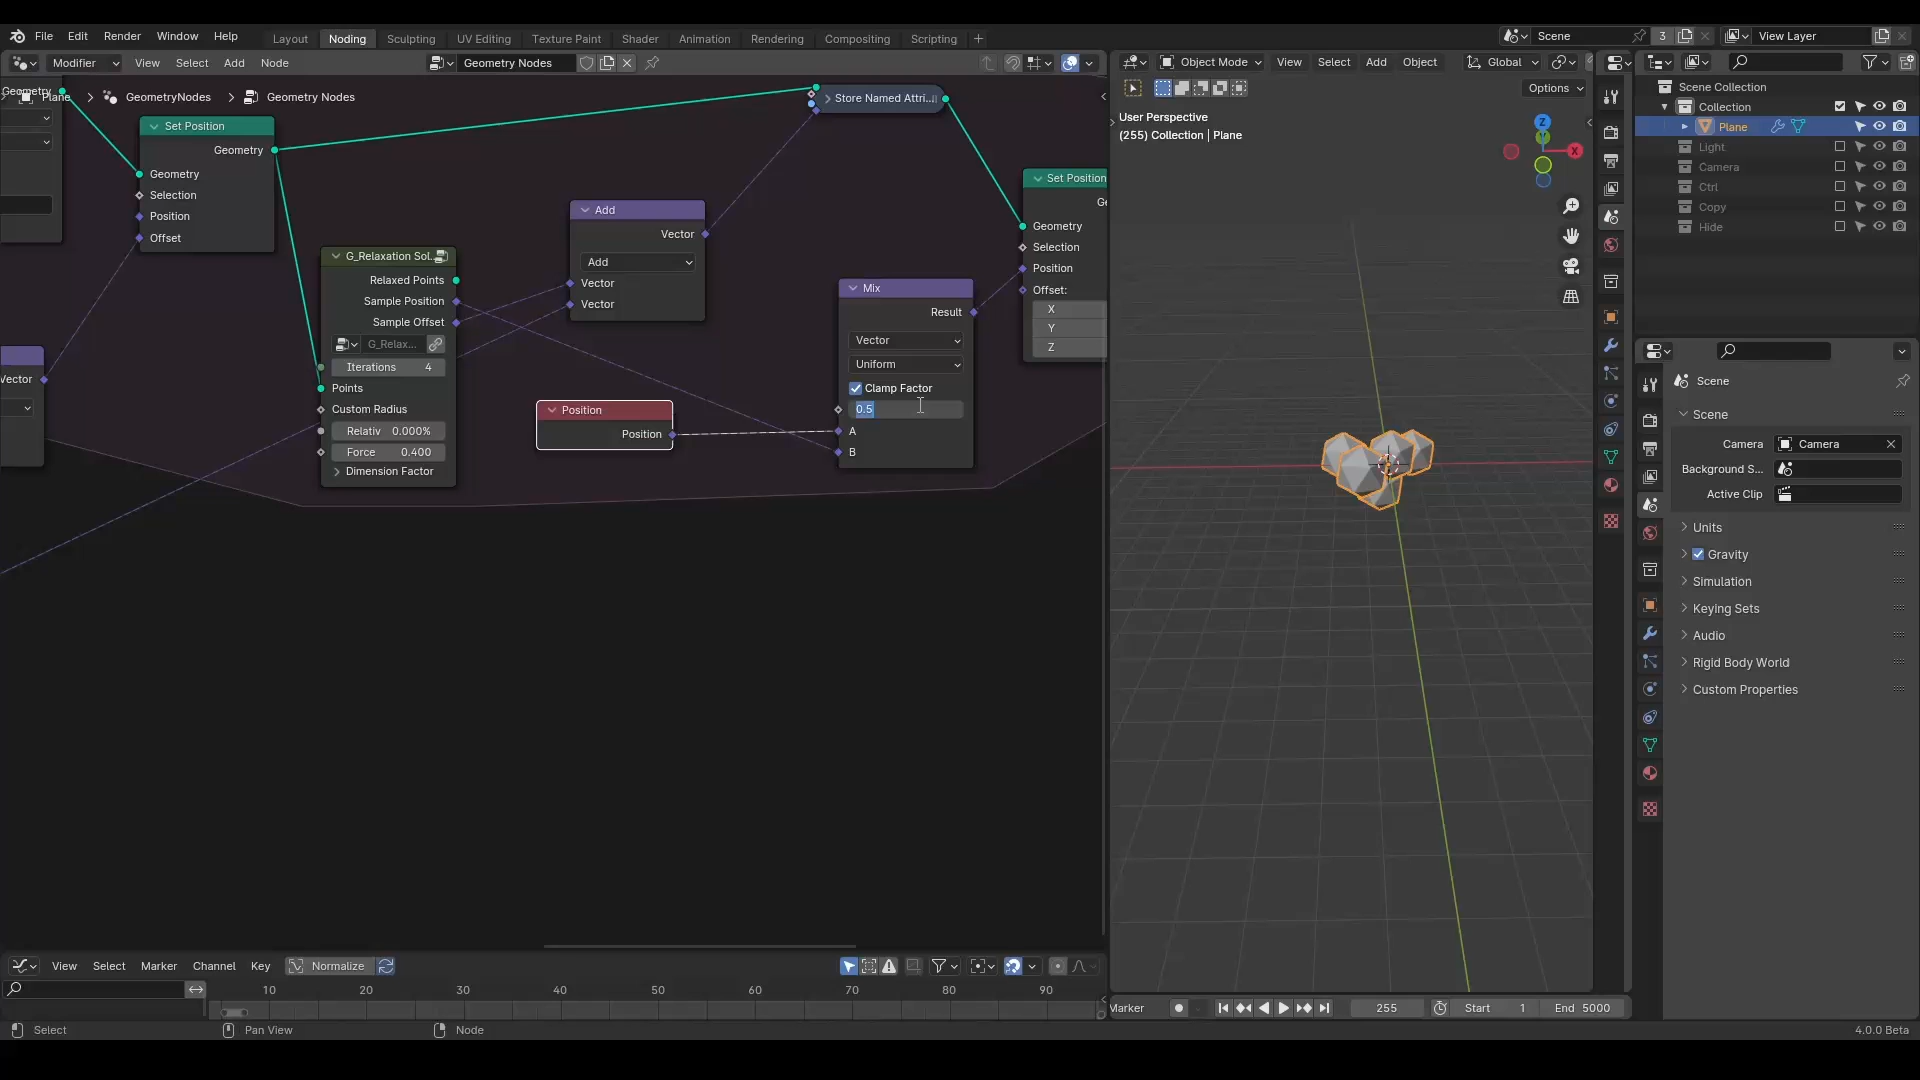 File Edit Render Window Help Layout Noding Sculpting UV Editing Texture Paint Shader Animation Rendering Compositing Scripting + Scene 3 View Layer
Modifier View Select Add Node Geometry Nodes
Object Mode View Select Add Object Global
Geometry Plane > GeometryNodes > Geometry Nodes
Options
Set Position
Geometry
Geometry
Selection
Position
Offset
Vector
G_Relaxation Sol...
Relaxed Points
Sample Position
Sample Offset
G_Relax...
Iterations 4
Points
Custom Radius
Relativ 0.000%
Force 0.400
Dimension Factor
Add
Vector
Add
Vector
Vector
Position
Position
Store Named Attri...
Mix
Result
Vector
Uniform
Clamp Factor
0.5
A
B
Set Position
Ge
Geometry
Selection
Position
Offset:
X
Y
Z
User Perspective
(255) Collection | Plane
Z
X
Scene Collection
Collection
Plane
Light
Camera
Ctrl
Copy
Hide
Scene
Scene
Camera Camera
Background S...
Active Clip
Units
Gravity
Simulation
Keying Sets
Audio
Rigid Body World
Custom Properties
View Select Marker Channel Key Normalize
10 20 30 40 50 60 70 80 90
Marker 255 Start 1 End 5000
Select Pan View Node 4.0.0 Beta